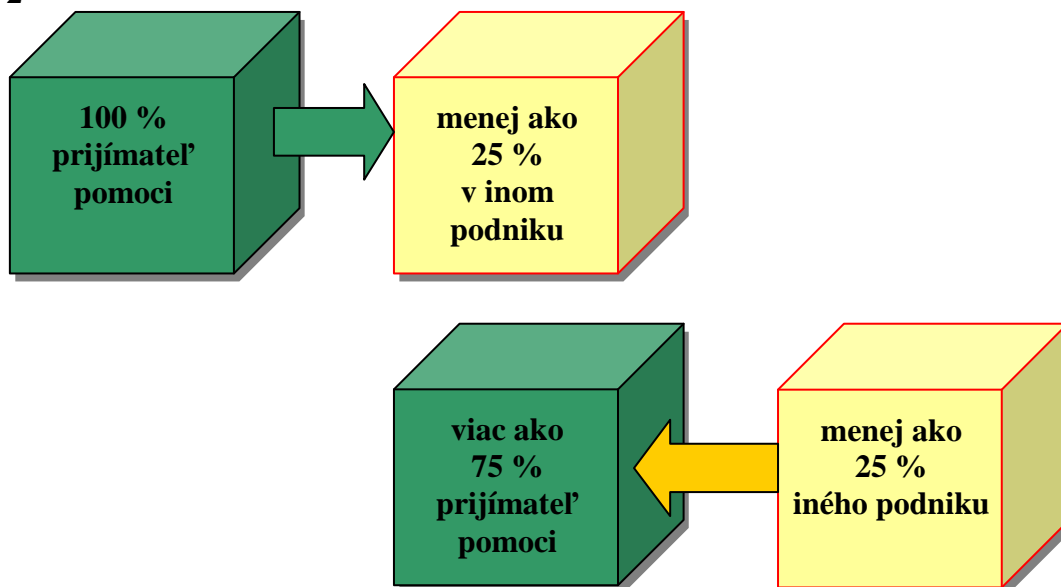 100 %
prijímateľ
pomoci
menej ako
25 %
v inom
podniku
viac ako
75 %
prijímateľ
pomoci
menej ako
25 %
iného podniku